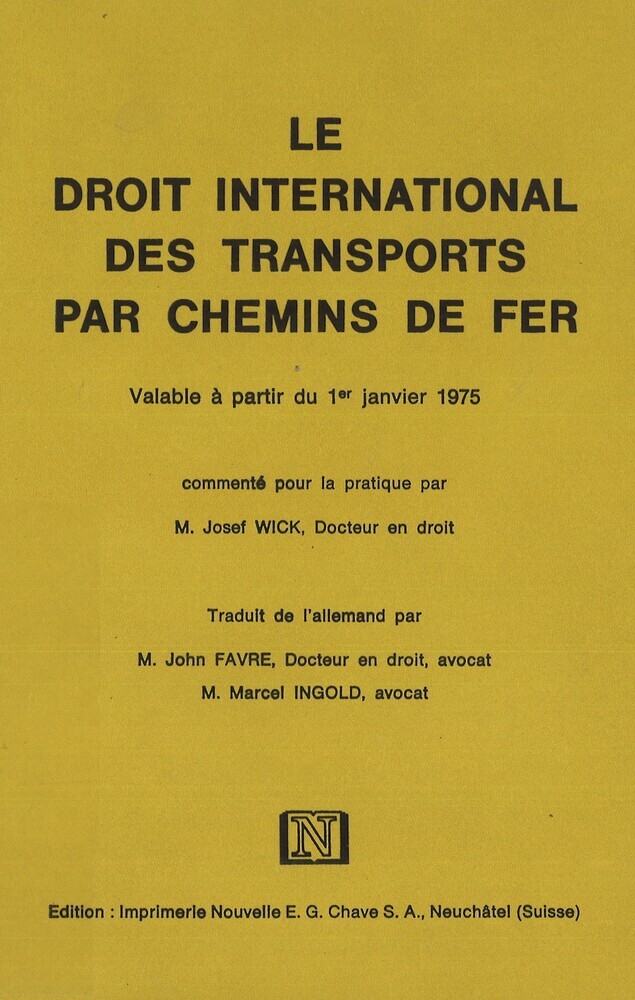 LE
DROIT INTERNATIONAL
DES TRANSPORTS
PAR CHEMINS DE FER
Valable à partir du 1er janvier 1975
commenté pour la pratique par
M. Josef WICK, Docteur en droit
Traduit de l'allemand par
M. John FAVRE, Docteur en droit, avocat
M. Marcel INGOLD, avocat
N
Edition : Imprimerie Nouvelle E. G. Chave S. A., Neuchâtel (Suisse)